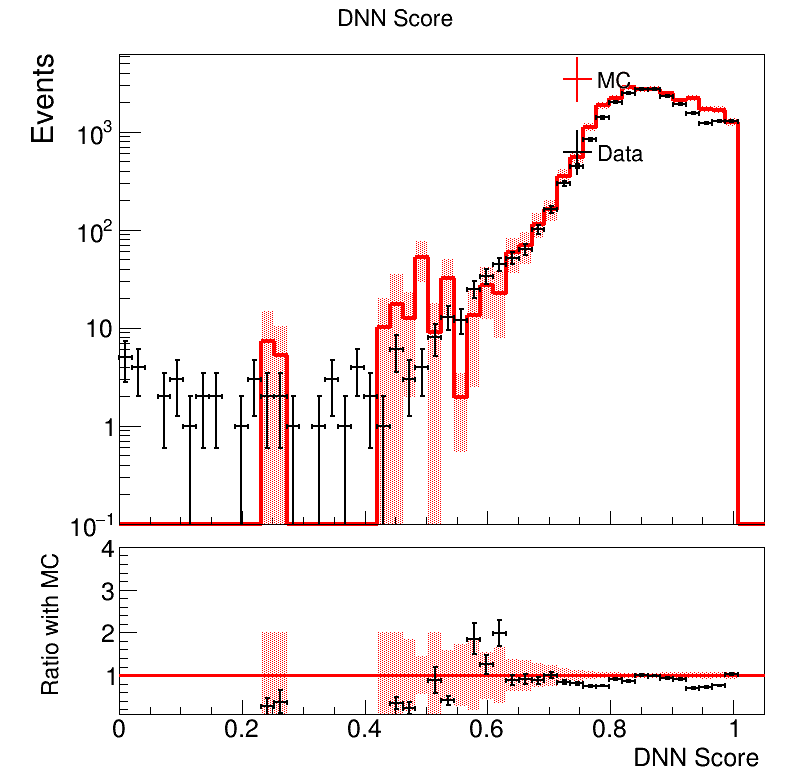 DNN Score
Events
MC
Data
10³
10²
10
1
10⁻¹
Ratio with MC
4
3
2
1
0 0.2 0.4 0.6 0.8 1
DNN Score